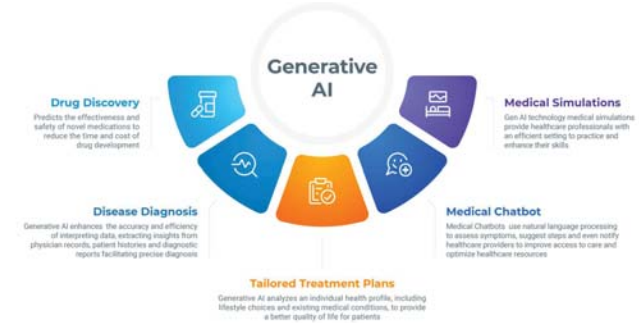 Generative
AI
Drug Discovery
Predicts the effectiveness and
safety of novel medications to
reduce the time and cost of
drug development
Medical Simulations
Gen AI technology medical simulations
provide healthcare professionals with
an efficient setting to practice and
enhance their skills
Disease Diagnosis
Generative AI enhances the accuracy and efficiency
of interpreting data, extracting insights from
physician records, patient histories and diagnostic
reports facilitating precise diagnosis
Medical Chatbot
Medical Chatbots use natural language processing
to assess symptoms, suggest steps and even notify
healthcare providers to improve access to care and
optimize healthcare resources
Tailored Treatment Plans
Generative AI analyzes an individual health profile, including
lifestyle choices and existing medical conditions, to provide
a better quality of life for patients